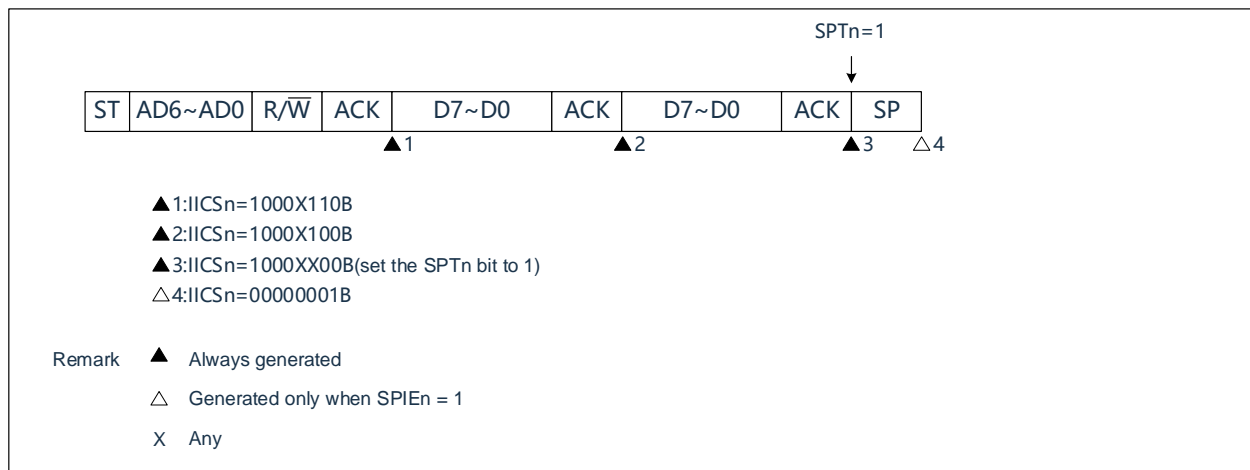 SPTn=1
ST AD6~AD0 R/W̅ ACK D7~D0 ACK D7~D0 ACK SP
▲1 ▲2 ▲3 △4
▲1:IICSn=1000X110B
▲2:IICSn=1000X100B
▲3:IICSn=1000XX00B(set the SPTn bit to 1)
△4:IICSn=00000001B
Remark ▲ Always generated
△ Generated only when SPIEn = 1
X Any